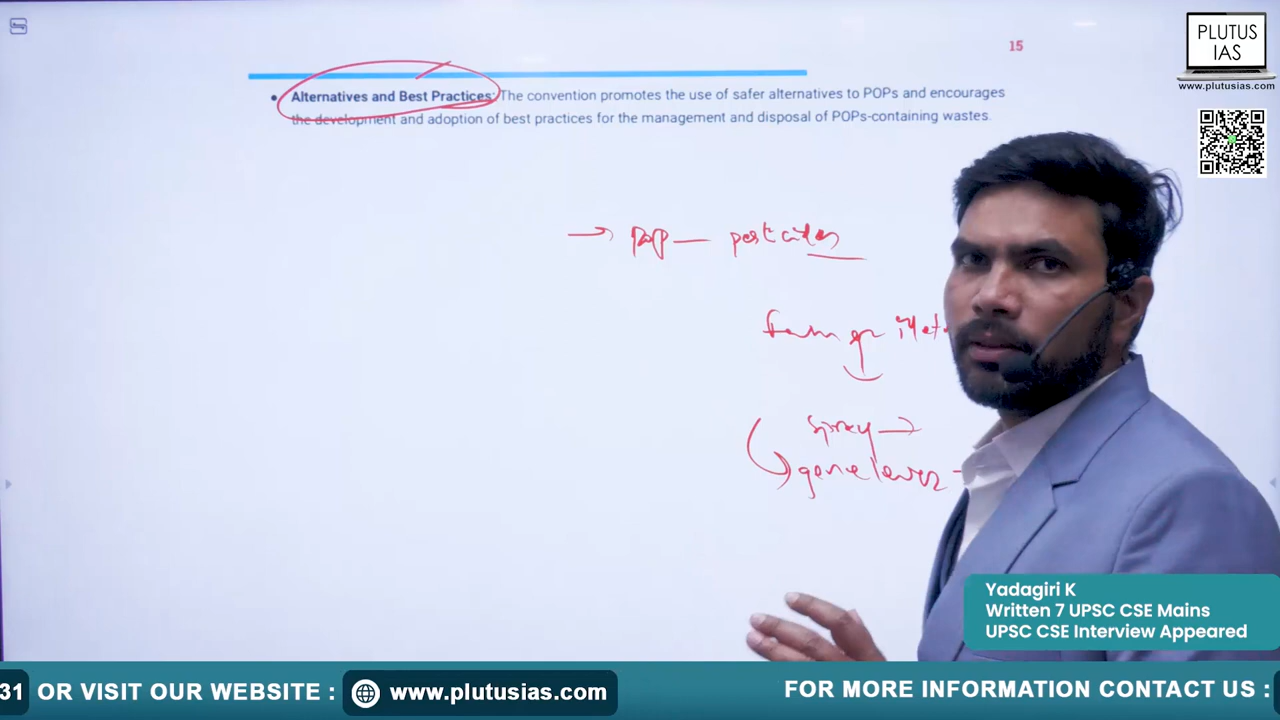 15
PLUTUS
IAS
www.plutusias.com
• Alternatives and Best Practices: The convention promotes the use of safer alternatives to POPs and encourages
the development and adoption of best practices for the management and disposal of POPs-containing wastes.
→ POP — pesticides
Spray →
gene level
Yadagiri K
Written 7 UPSC CSE Mains
UPSC CSE Interview Appeared
31 OR VISIT OUR WEBSITE : www.plutusias.com FOR MORE INFORMATION CONTACT US :